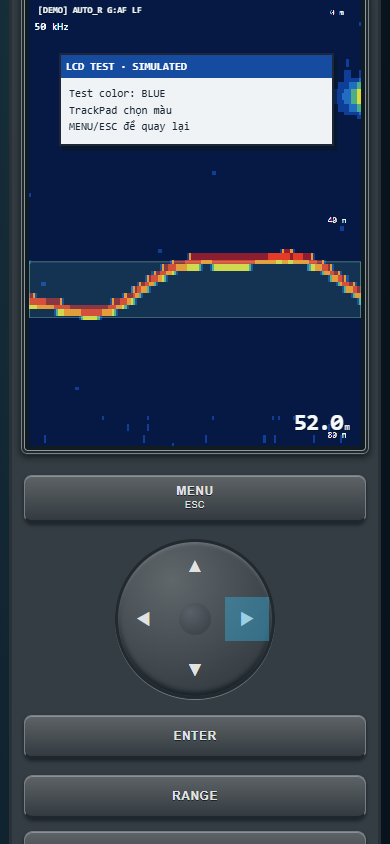 [DEMO] AUTO_R G:AF LF
0 m
50 kHz
LCD TEST · SIMULATED
Test color: BLUE
TrackPad chọn màu
MENU/ESC để quay lại
40 m
52.0m
80 m
MENU
ESC
ENTER
RANGE